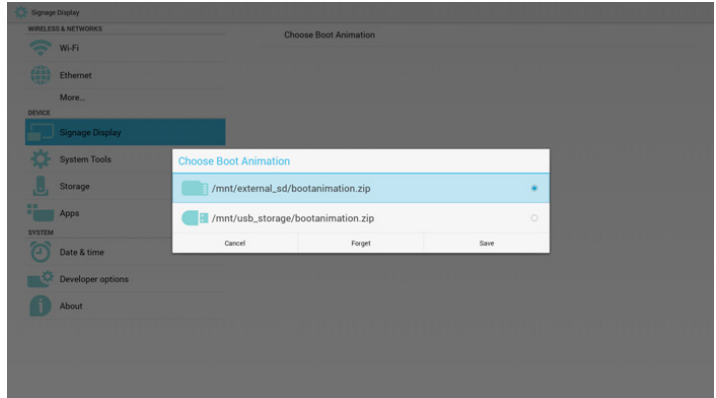 Signage Display
WIRELESS & NETWORKS
Wi-Fi
Ethernet
More...
DEVICE
Signage Display
System Tools
Storage
Apps
SYSTEM
Date & time
Developer options
About
Choose Boot Animation
Choose Boot Animation
/mnt/external_sd/bootanimation.zip
/mnt/usb_storage/bootanimation.zip
Cancel Forget Save